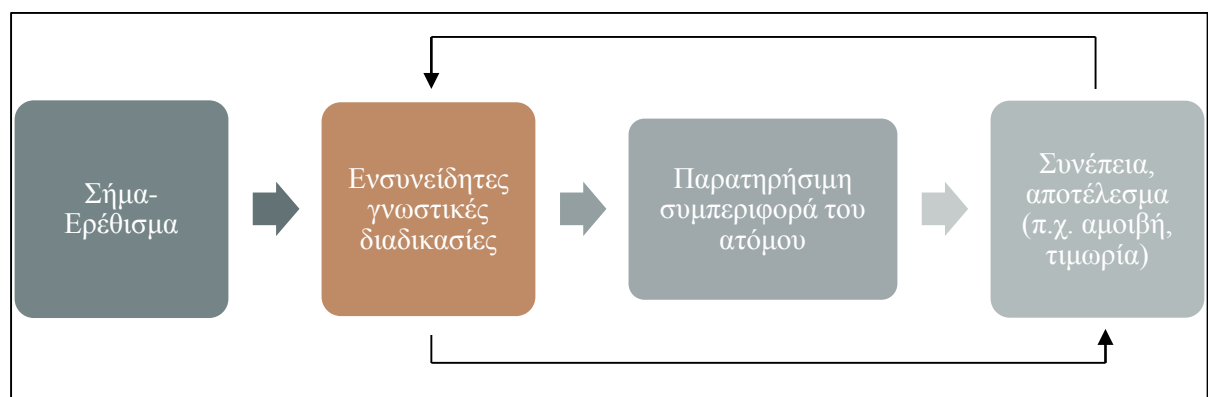 Σήμα-
Ερέθισμα
Ενσυνείδητες
γνωστικές
διαδικασίες
Παρατηρήσιμη
συμπεριφορά του
ατόμου
Συνέπεια,
αποτέλεσμα
(π.χ. αμοιβή,
τιμωρία)